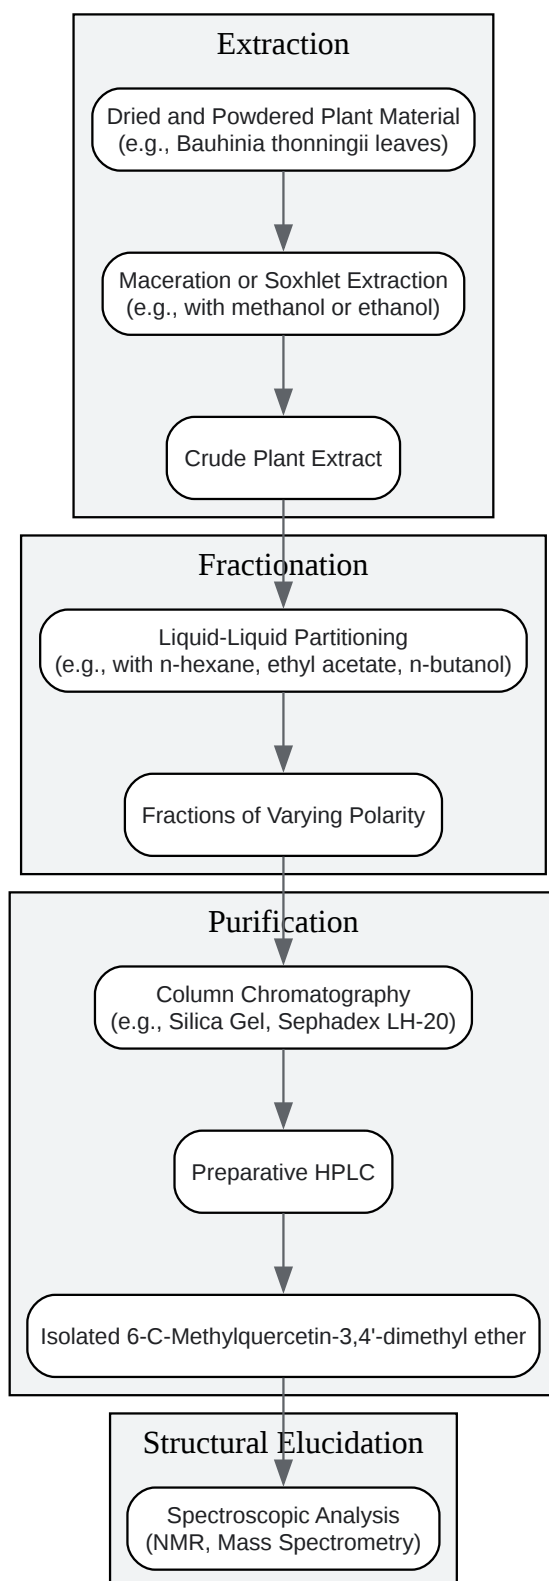 Extraction
Dried and Powdered Plant Material
(e.g., Bauhinia thonningii leaves)
Maceration or Soxhlet Extraction
(e.g., with methanol or ethanol)
Crude Plant Extract
Fractionation
Liquid-Liquid Partitioning
(e.g., with n-hexane, ethyl acetate, n-butanol)
Fractions of Varying Polarity
Purification
Column Chromatography
(e.g., Silica Gel, Sephadex LH-20)
Preparative HPLC
Isolated 6-C-Methylquercetin-3,4'-dimethyl ether
Structural Elucidation
Spectroscopic Analysis
(NMR, Mass Spectrometry)